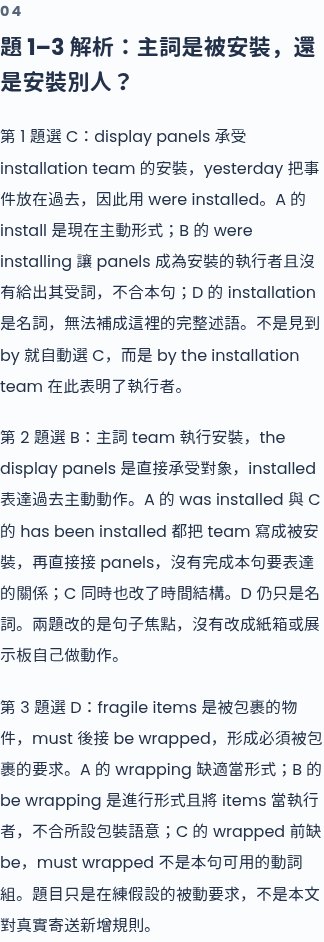 04
題 1–3 解析：主詞是被安裝，還
是安裝別人？
第 1 題選 C：display panels 承受
installation team 的安裝，yesterday 把事
件放在過去，因此用 were installed。A 的
install 是現在主動形式；B 的 were
installing 讓 panels 成為安裝的執行者且沒
有給出其受詞，不合本句；D 的 installation
是名詞，無法補成這裡的完整述語。不是見到
by 就自動選 C，而是 by the installation
team 在此表明了執行者。
第 2 題選 B：主詞 team 執行安裝，the
display panels 是直接承受對象，installed
表達過去主動動作。A 的 was installed 與 C
的 has been installed 都把 team 寫成被安
裝，再直接接 panels，沒有完成本句要表達
的關係；C 同時也改了時間結構。D 仍只是名
詞。兩題改的是句子焦點，沒有改成紙箱或展
示板自己做動作。
第 3 題選 D：fragile items 是被包裹的物
件，must 後接 be wrapped，形成必須被包
裹的要求。A 的 wrapping 缺適當形式；B 的
be wrapping 是進行形式且將 items 當執行
者，不合所設包裝語意；C 的 wrapped 前缺
be，must wrapped 不是本句可用的動詞
組。題目只是在練假設的被動要求，不是本文
對真實寄送新增規則。